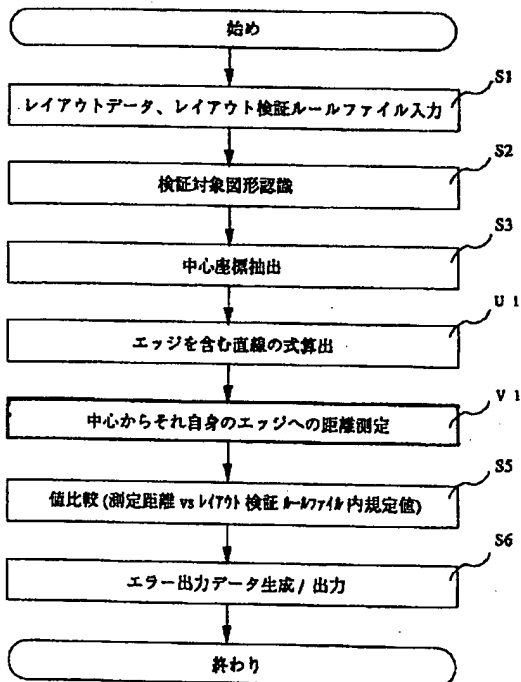 始め
S1
レイアウトデータ、レイアウト検証ルールファイル入力
S2
検証対象図形認識
S3
中心座標抽出
U1
エッジを含む直線の式算出
V1
中心からそれ自身のエッジへの距離測定
S5
値比較(測定距離 vs レイアウト検証ルールファイル内規定値)
S6
エラー出力データ生成/出力
終わり